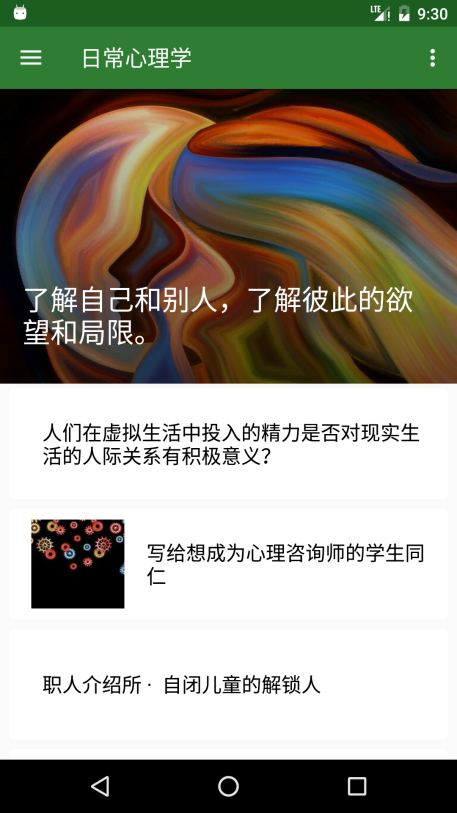 LTE 9:30
日常心理学
了解自己和别人，了解彼此的欲
望和局限。
人们在虚拟生活中投入的精力是否对现实生
活的人际关系有积极意义？
写给想成为心理咨询师的学生同
仁
职人介绍所 · 自闭儿童的解锁人